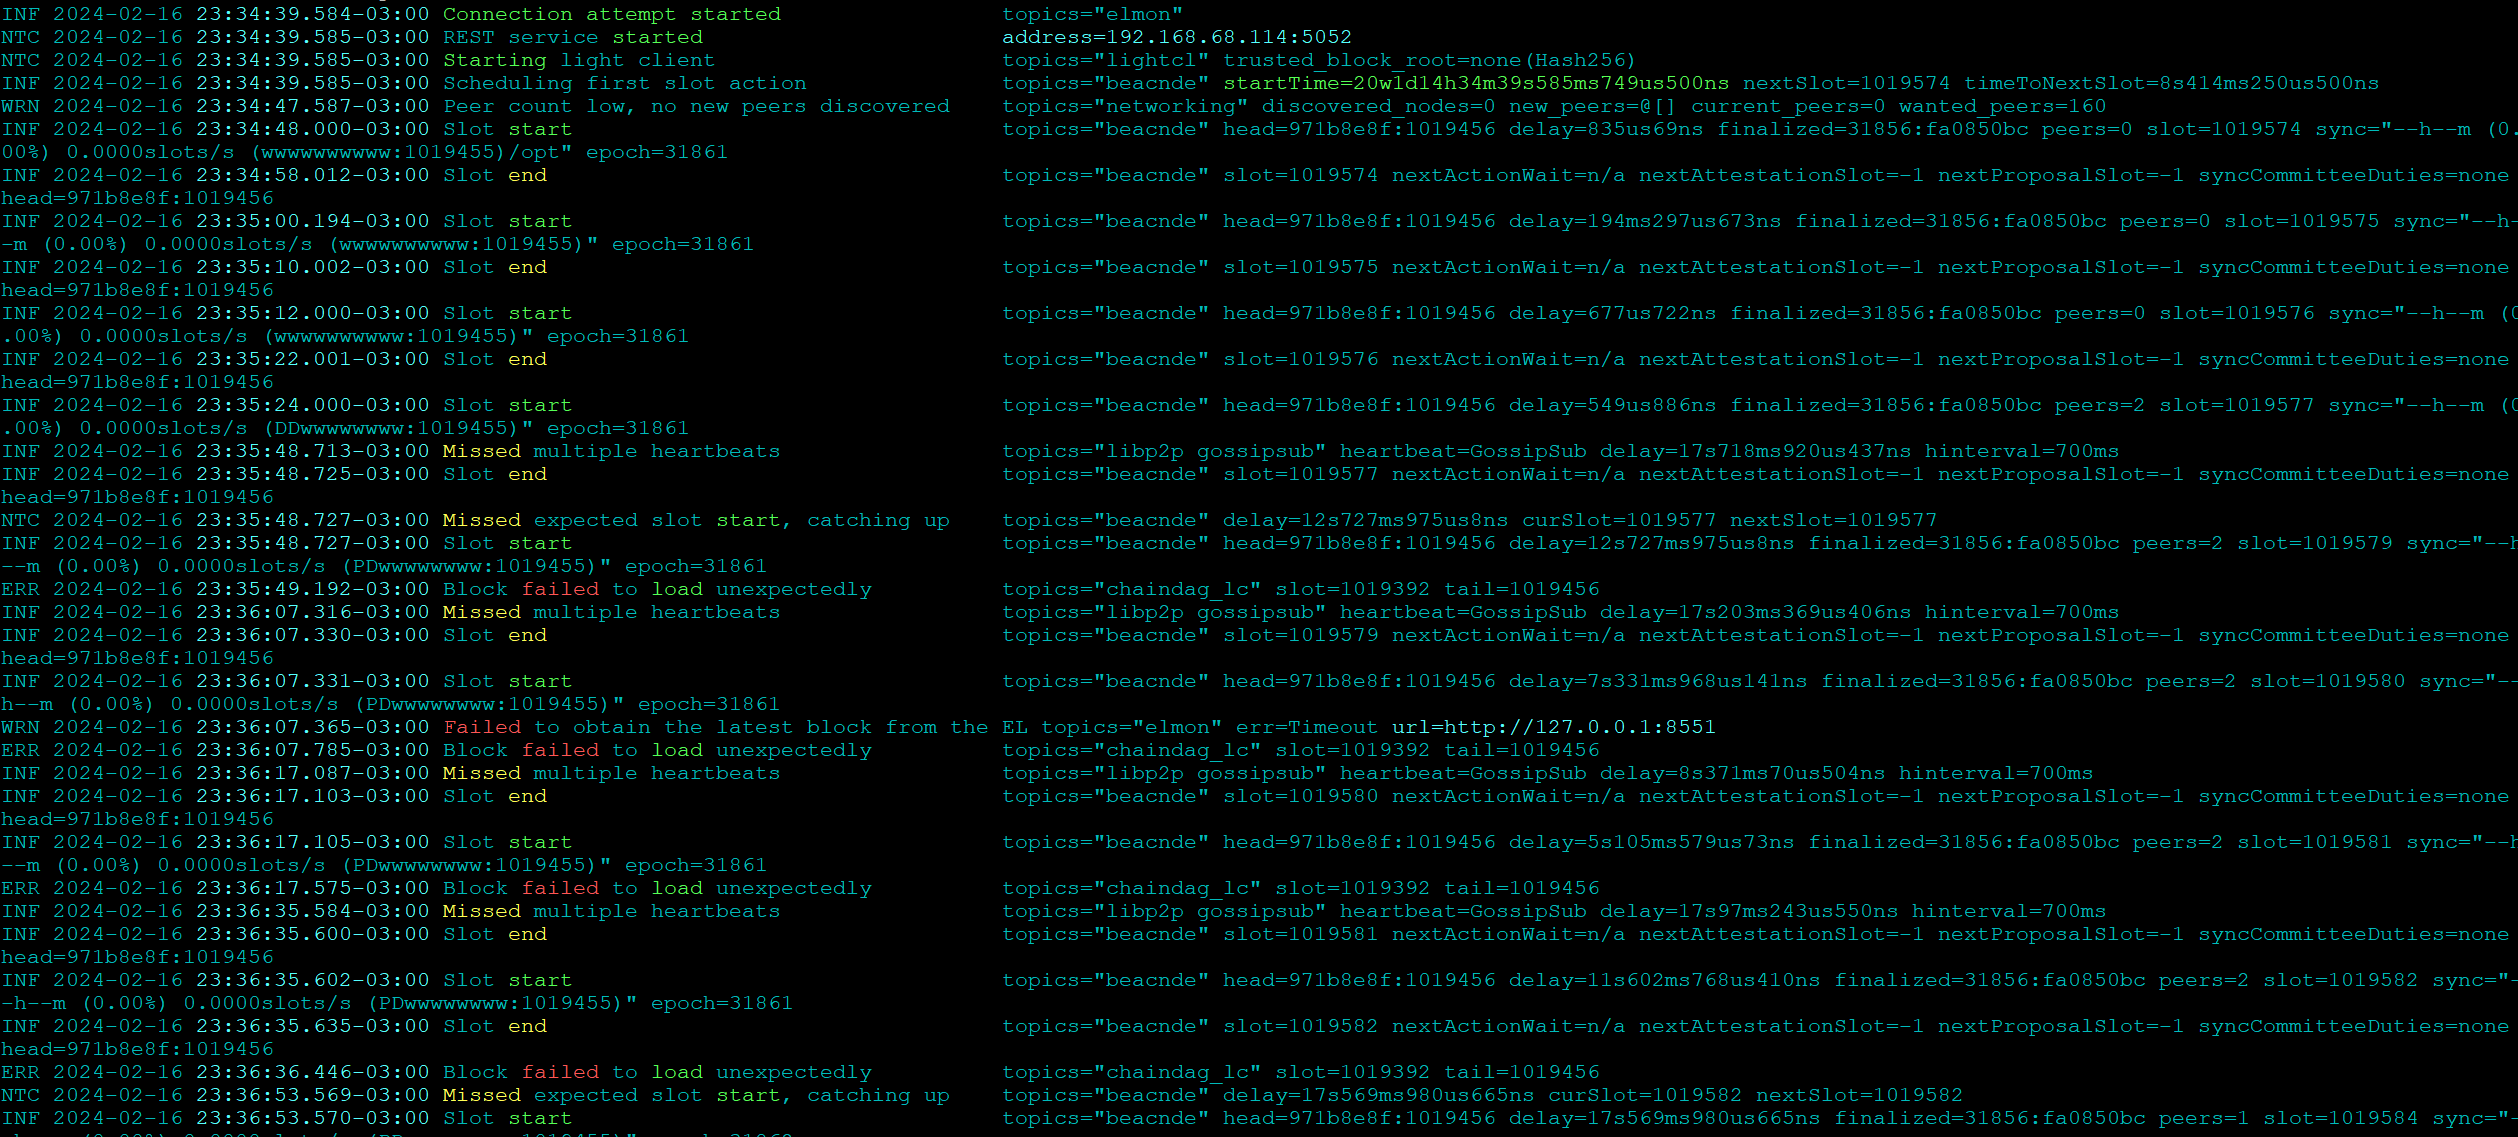 INF 2024-02-16 23:34:39.584-03:00 Connection attempt started topics="elmon"
NTC 2024-02-16 23:34:39.585-03:00 REST service started address=192.168.68.114:5052
NTC 2024-02-16 23:34:39.585-03:00 Starting light client topics="lightcl" trusted_block_root=none(Hash256)
INF 2024-02-16 23:34:39.585-03:00 Scheduling first slot action topics="beacnde" startTime=20w1d14h34m39s585ms749us500ns nextSlot=1019574 timeToNextSlot=8s414ms250us500ns
WRN 2024-02-16 23:34:47.587-03:00 Peer count low, no new peers discovered topics="networking" discovered_nodes=0 new_peers=@[] current_peers=0 wanted_peers=160
INF 2024-02-16 23:34:48.000-03:00 Slot start topics="beacnde" head=971b8e8f:1019456 delay=835us69ns finalized=31856:fa0850bc peers=0 slot=1019574 sync="--h--m (0.
00%) 0.0000slots/s (wwwwwwwwww:1019455)/opt" epoch=31861
INF 2024-02-16 23:34:58.012-03:00 Slot end topics="beacnde" slot=1019574 nextActionWait=n/a nextAttestationSlot=-1 nextProposalSlot=-1 syncCommitteeDuties=none
head=971b8e8f:1019456
INF 2024-02-16 23:35:00.194-03:00 Slot start topics="beacnde" head=971b8e8f:1019456 delay=194ms297us673ns finalized=31856:fa0850bc peers=0 slot=1019575 sync="--h-
-m (0.00%) 0.0000slots/s (wwwwwwwwww:1019455)" epoch=31861
INF 2024-02-16 23:35:10.002-03:00 Slot end topics="beacnde" slot=1019575 nextActionWait=n/a nextAttestationSlot=-1 nextProposalSlot=-1 syncCommitteeDuties=none
head=971b8e8f:1019456
INF 2024-02-16 23:35:12.000-03:00 Slot start topics="beacnde" head=971b8e8f:1019456 delay=677us722ns finalized=31856:fa0850bc peers=0 slot=1019576 sync="--h--m (0
.00%) 0.0000slots/s (wwwwwwwwww:1019455)" epoch=31861
INF 2024-02-16 23:35:22.001-03:00 Slot end topics="beacnde" slot=1019576 nextActionWait=n/a nextAttestationSlot=-1 nextProposalSlot=-1 syncCommitteeDuties=none
head=971b8e8f:1019456
INF 2024-02-16 23:35:24.000-03:00 Slot start topics="beacnde" head=971b8e8f:1019456 delay=549us886ns finalized=31856:fa0850bc peers=2 slot=1019577 sync="--h--m (0
.00%) 0.0000slots/s (DDwwwwwwww:1019455)" epoch=31861
INF 2024-02-16 23:35:48.713-03:00 Missed multiple heartbeats topics="libp2p gossipsub" heartbeat=GossipSub delay=17s718ms920us437ns hinterval=700ms
INF 2024-02-16 23:35:48.725-03:00 Slot end topics="beacnde" slot=1019577 nextActionWait=n/a nextAttestationSlot=-1 nextProposalSlot=-1 syncCommitteeDuties=none
head=971b8e8f:1019456
NTC 2024-02-16 23:35:48.727-03:00 Missed expected slot start, catching up topics="beacnde" delay=12s727ms975us8ns curSlot=1019577 nextSlot=1019577
INF 2024-02-16 23:35:48.727-03:00 Slot start topics="beacnde" head=971b8e8f:1019456 delay=12s727ms975us8ns finalized=31856:fa0850bc peers=2 slot=1019579 sync="--h
--m (0.00%) 0.0000slots/s (PDwwwwwwww:1019455)" epoch=31861
ERR 2024-02-16 23:35:49.192-03:00 Block failed to load unexpectedly topics="chaindag_lc" slot=1019392 tail=1019456
INF 2024-02-16 23:36:07.316-03:00 Missed multiple heartbeats topics="libp2p gossipsub" heartbeat=GossipSub delay=17s203ms369us406ns hinterval=700ms
INF 2024-02-16 23:36:07.330-03:00 Slot end topics="beacnde" slot=1019579 nextActionWait=n/a nextAttestationSlot=-1 nextProposalSlot=-1 syncCommitteeDuties=none
head=971b8e8f:1019456
INF 2024-02-16 23:36:07.331-03:00 Slot start topics="beacnde" head=971b8e8f:1019456 delay=7s331ms968us141ns finalized=31856:fa0850bc peers=2 slot=1019580 sync="--
h--m (0.00%) 0.0000slots/s (PDwwwwwwww:1019455)" epoch=31861
WRN 2024-02-16 23:36:07.365-03:00 Failed to obtain the latest block from the EL topics="elmon" err=Timeout url=http://127.0.0.1:8551
ERR 2024-02-16 23:36:07.785-03:00 Block failed to load unexpectedly topics="chaindag_lc" slot=1019392 tail=1019456
INF 2024-02-16 23:36:17.087-03:00 Missed multiple heartbeats topics="libp2p gossipsub" heartbeat=GossipSub delay=8s371ms70us504ns hinterval=700ms
INF 2024-02-16 23:36:17.103-03:00 Slot end topics="beacnde" slot=1019580 nextActionWait=n/a nextAttestationSlot=-1 nextProposalSlot=-1 syncCommitteeDuties=none
head=971b8e8f:1019456
INF 2024-02-16 23:36:17.105-03:00 Slot start topics="beacnde" head=971b8e8f:1019456 delay=5s105ms579us73ns finalized=31856:fa0850bc peers=2 slot=1019581 sync="--h
--m (0.00%) 0.0000slots/s (PDwwwwwwww:1019455)" epoch=31861
ERR 2024-02-16 23:36:17.575-03:00 Block failed to load unexpectedly topics="chaindag_lc" slot=1019392 tail=1019456
INF 2024-02-16 23:36:35.584-03:00 Missed multiple heartbeats topics="libp2p gossipsub" heartbeat=GossipSub delay=17s97ms243us550ns hinterval=700ms
INF 2024-02-16 23:36:35.600-03:00 Slot end topics="beacnde" slot=1019581 nextActionWait=n/a nextAttestationSlot=-1 nextProposalSlot=-1 syncCommitteeDuties=none
head=971b8e8f:1019456
INF 2024-02-16 23:36:35.602-03:00 Slot start topics="beacnde" head=971b8e8f:1019456 delay=11s602ms768us410ns finalized=31856:fa0850bc peers=2 slot=1019582 sync="-
-h--m (0.00%) 0.0000slots/s (PDwwwwwwww:1019455)" epoch=31861
INF 2024-02-16 23:36:35.635-03:00 Slot end topics="beacnde" slot=1019582 nextActionWait=n/a nextAttestationSlot=-1 nextProposalSlot=-1 syncCommitteeDuties=none
head=971b8e8f:1019456
ERR 2024-02-16 23:36:36.446-03:00 Block failed to load unexpectedly topics="chaindag_lc" slot=1019392 tail=1019456
NTC 2024-02-16 23:36:53.569-03:00 Missed expected slot start, catching up topics="beacnde" delay=17s569ms980us665ns curSlot=1019582 nextSlot=1019582
INF 2024-02-16 23:36:53.570-03:00 Slot start topics="beacnde" head=971b8e8f:1019456 delay=17s569ms980us665ns finalized=31856:fa0850bc peers=1 slot=1019584 sync="-